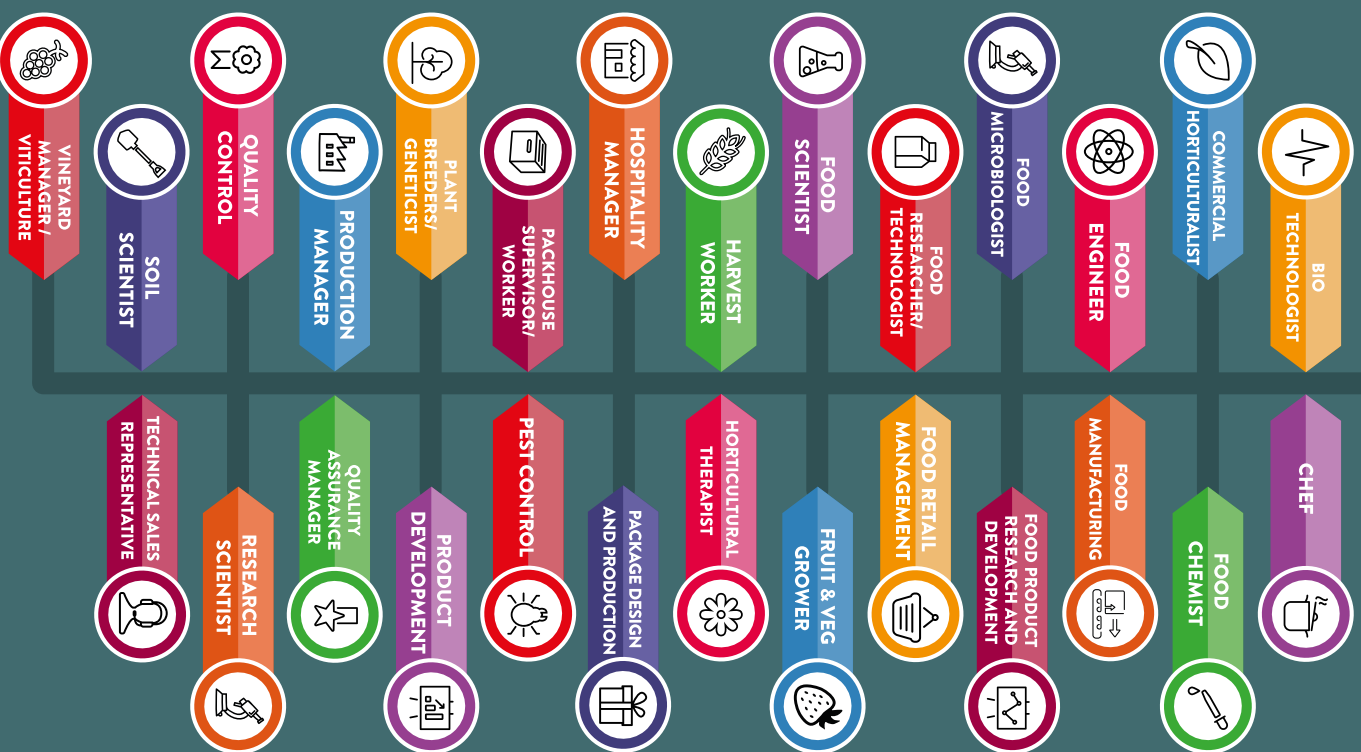 VINEYARD
MANAGER/
VITICULTURE
SOIL
SCIENTIST
QUALITY
CONTROL
PRODUCTION
MANAGER
PLANT
BREEDERS/
GENETICIST
PACKHOUSE
SUPERVISOR/
WORKER
HOSPITALITY
MANAGER
HARVEST
WORKER
FOOD
SCIENTIST
FOOD
RESEARCHER/
TECHNOLOGIST
FOOD
MICROBIOLOGIST
FOOD
ENGINEER
COMMERCIAL
HORTICULTURALIST
BIO
TECHNOLOGIST
TECHNICAL SALES
REPRESENTATIVE
RESEARCH
SCIENTIST
QUALITY
ASSURANCE
MANAGER
PRODUCT
DEVELOPMENT
PEST CONTROL
PACKAGE DESIGN
AND PRODUCTION
HORTICULTURAL
THERAPIST
FRUIT & VEG
GROWER
FOOD RETAIL
MANAGEMENT
FOOD PRODUCT
RESEARCH AND
DEVELOPMENT
FOOD
MANUFACTURING
FOOD
CHEMIST
CHEF